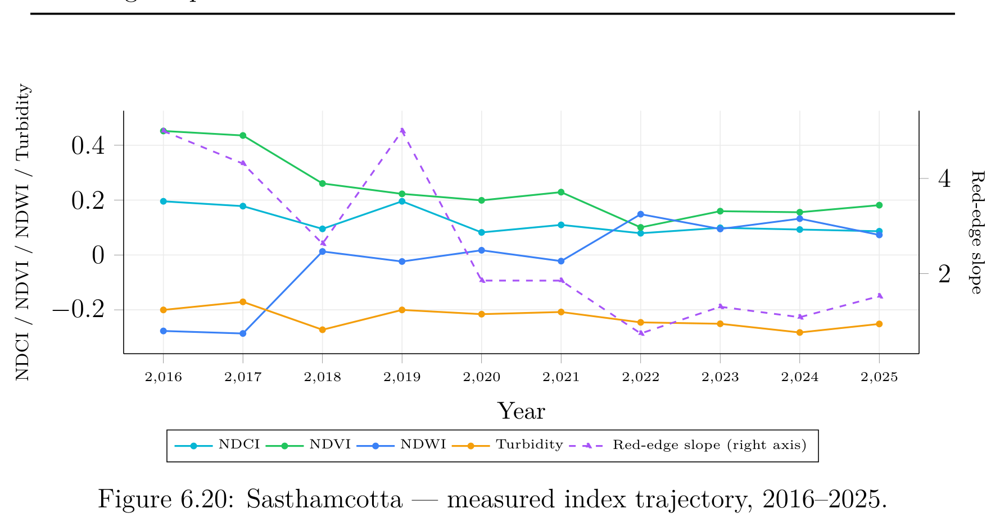 NDCI / NDVI / NDWI / Turbidity
0.4
0.2
0
−0.2
4
2
Red-edge slope
2,016 2,017 2,018 2,019 2,020 2,021 2,022 2,023 2,024 2,025
Year
NDCI NDVI NDWI Turbidity Red-edge slope (right axis)
Figure 6.20: Sasthamcotta — measured index trajectory, 2016–2025.